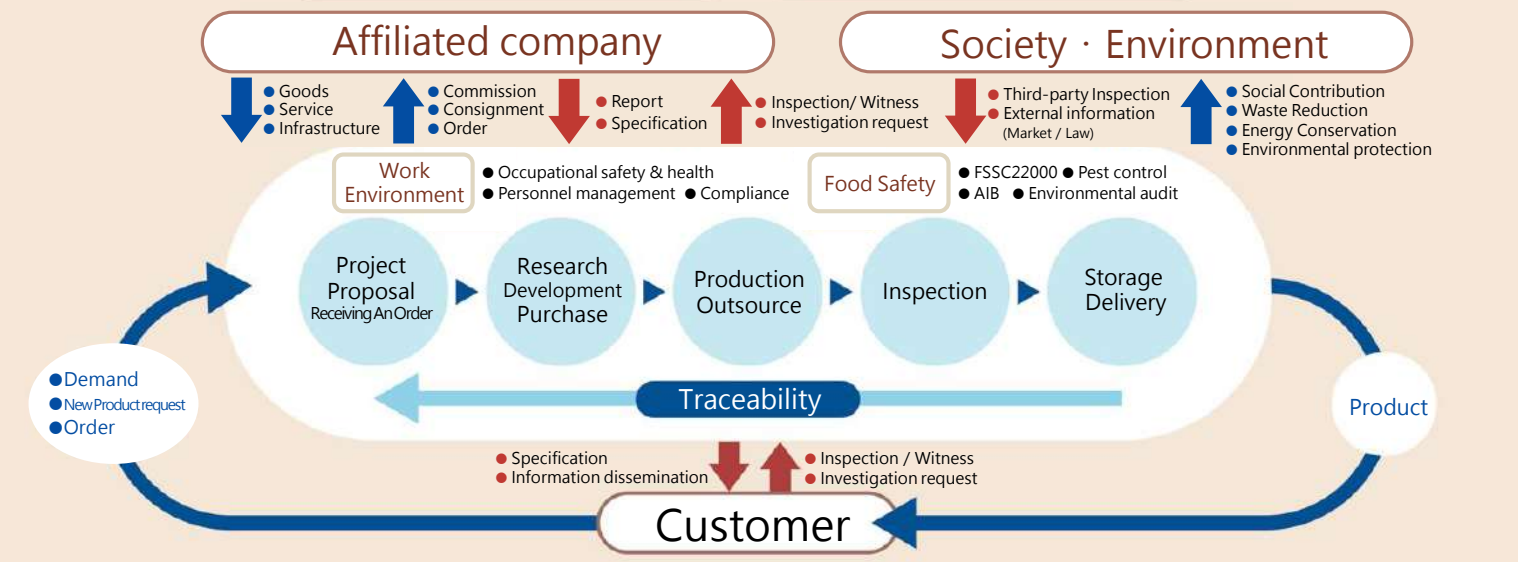 Affiliated company
Society · Environment
● Goods
● Service
● Infrastructure
● Commission
● Consignment
● Order
● Report
● Specification
● Inspection/ Witness
● Investigation request
● Third-party Inspection
● External information
(Market / Law)
● Social Contribution
● Waste Reduction
● Energy Conservation
● Environmental protection
Work
Environment
● Occupational safety & health
● Personnel management ● Compliance
Food Safety
● FSSC22000 ● Pest control
● AIB ● Environmental audit
Project
Proposal
Receiving An Order
Research
Development
Purchase
Production
Outsource
Inspection
Storage
Delivery
Traceability
● Demand
● New Product request
● Order
Product
● Specification
● Information dissemination
● Inspection / Witness
● Investigation request
Customer